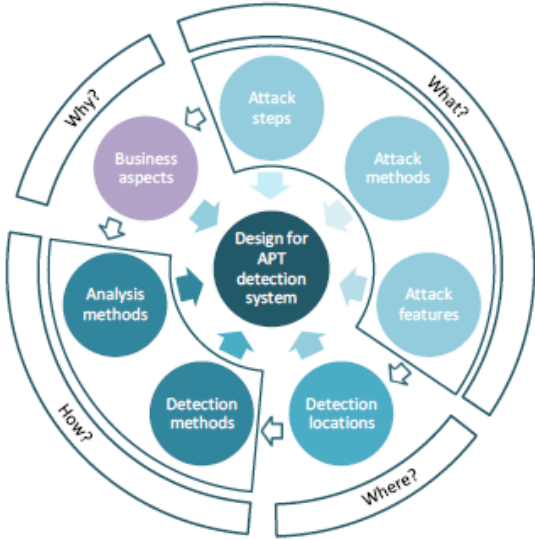 What?
Attack
steps
Attack
methods
Attack
features
Where?
Detection
locations
How?
Detection
methods
Analysis
methods
Why?
Business
aspects
Design for
APT
detection
system